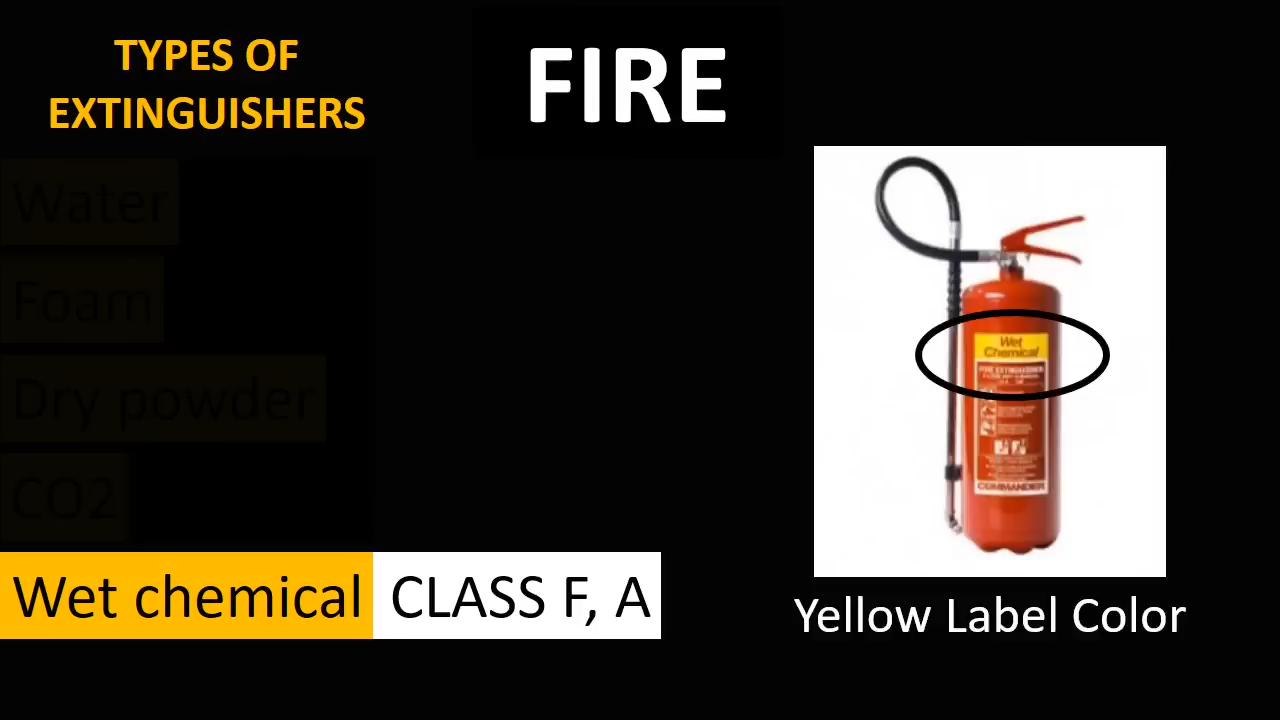 TYPES OF
EXTINGUISHERS
FIRE
Water
Foam
Dry powder
CO2
Wet chemical
CLASS F, A
Wet
Chemical
FIRE EXTINGUISHER
COMMANDER
Yellow Label Color